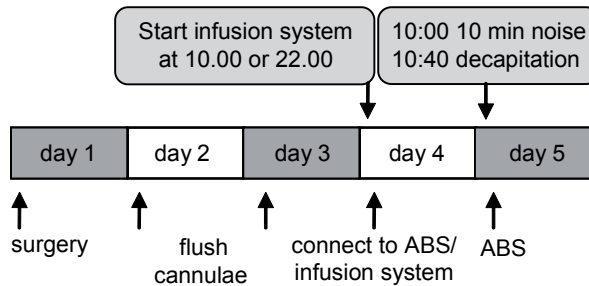 Start infusion system
at 10.00 or 22.00
10:00 10 min noise
10:40 decapitation
day 1
day 2
day 3
day 4
day 5
surgery
flush
cannulae
connect to ABS/
infusion system
ABS